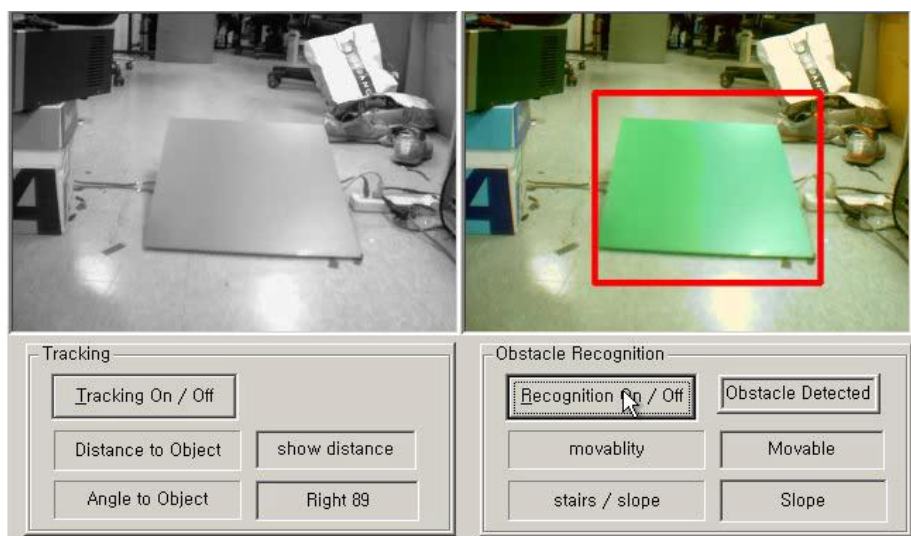 A
A
Tracking
Tracking On / Off
Distance to Object
show distance
Angle to Object
Right 89
Obstacle Recognition
Recognition On / Off
Obstacle Detected
movablity
Movable
stairs / slope
Slope